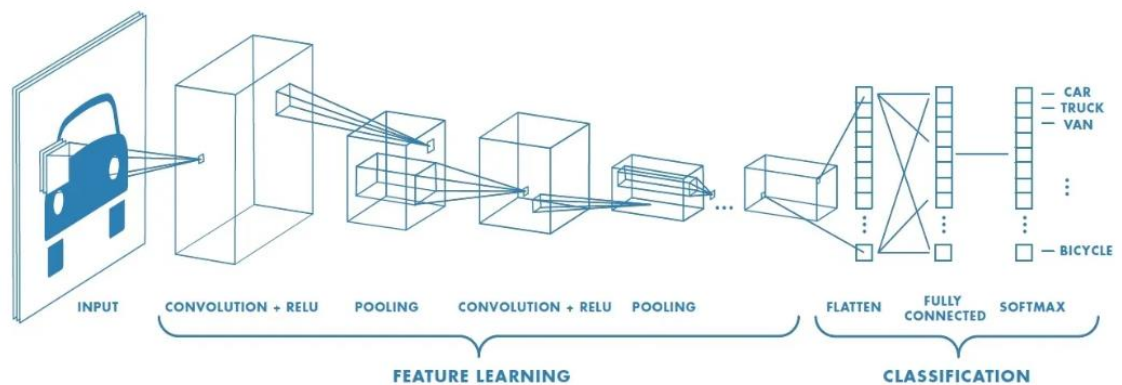 CAR
TRUCK
VAN
BICYCLE
INPUT
CONVOLUTION + RELU
POOLING
CONVOLUTION + RELU
POOLING
FLATTEN
FULLY
CONNECTED
SOFTMAX
FEATURE LEARNING
CLASSIFICATION